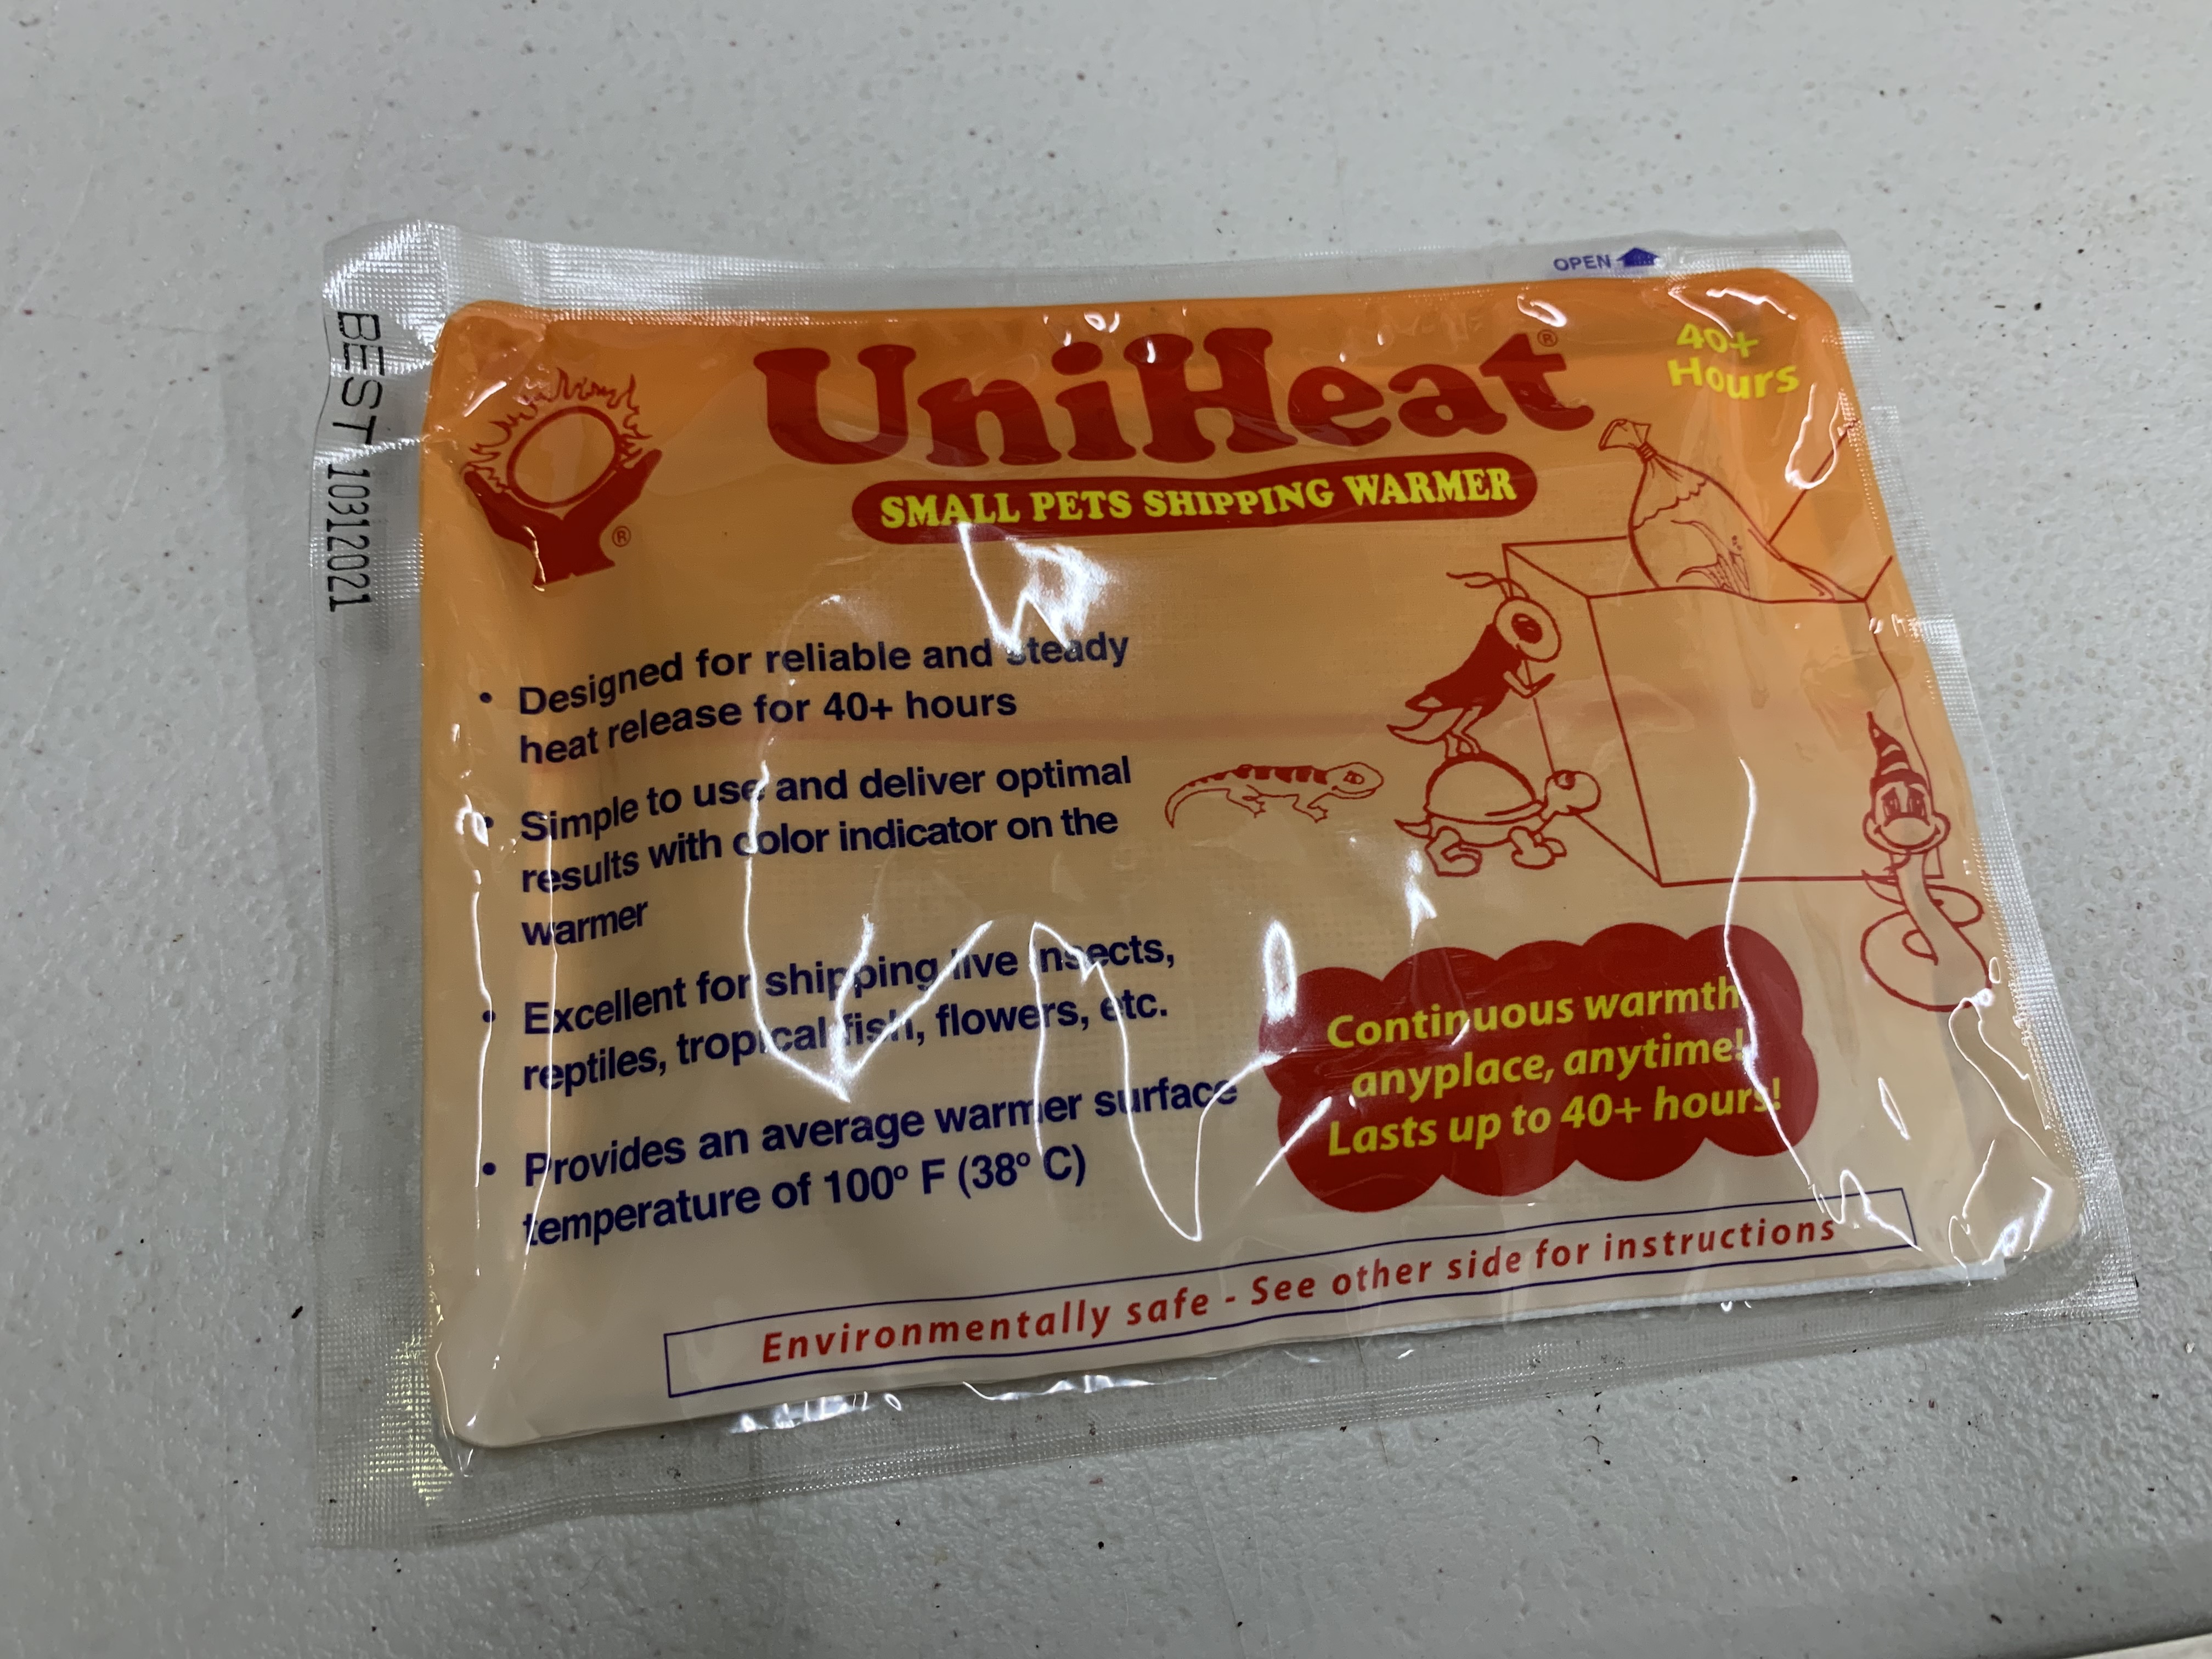 OPEN
BEST 10312021
UniHeat®
40+
Hours
SMALL PETS SHIPPING WARMER
®
• Designed for reliable and steady
heat release for 40+ hours
• Simple to use and deliver optimal
results with color indicator on the
warmer
• Excellent for shipping live insects,
reptiles, tropical fish, flowers, etc.
• Provides an average warmer surface
temperature of 100° F (38° C)
Continuous warmth
anyplace, anytime!
Lasts up to 40+ hours!
Environmentally safe - See other side for instructions